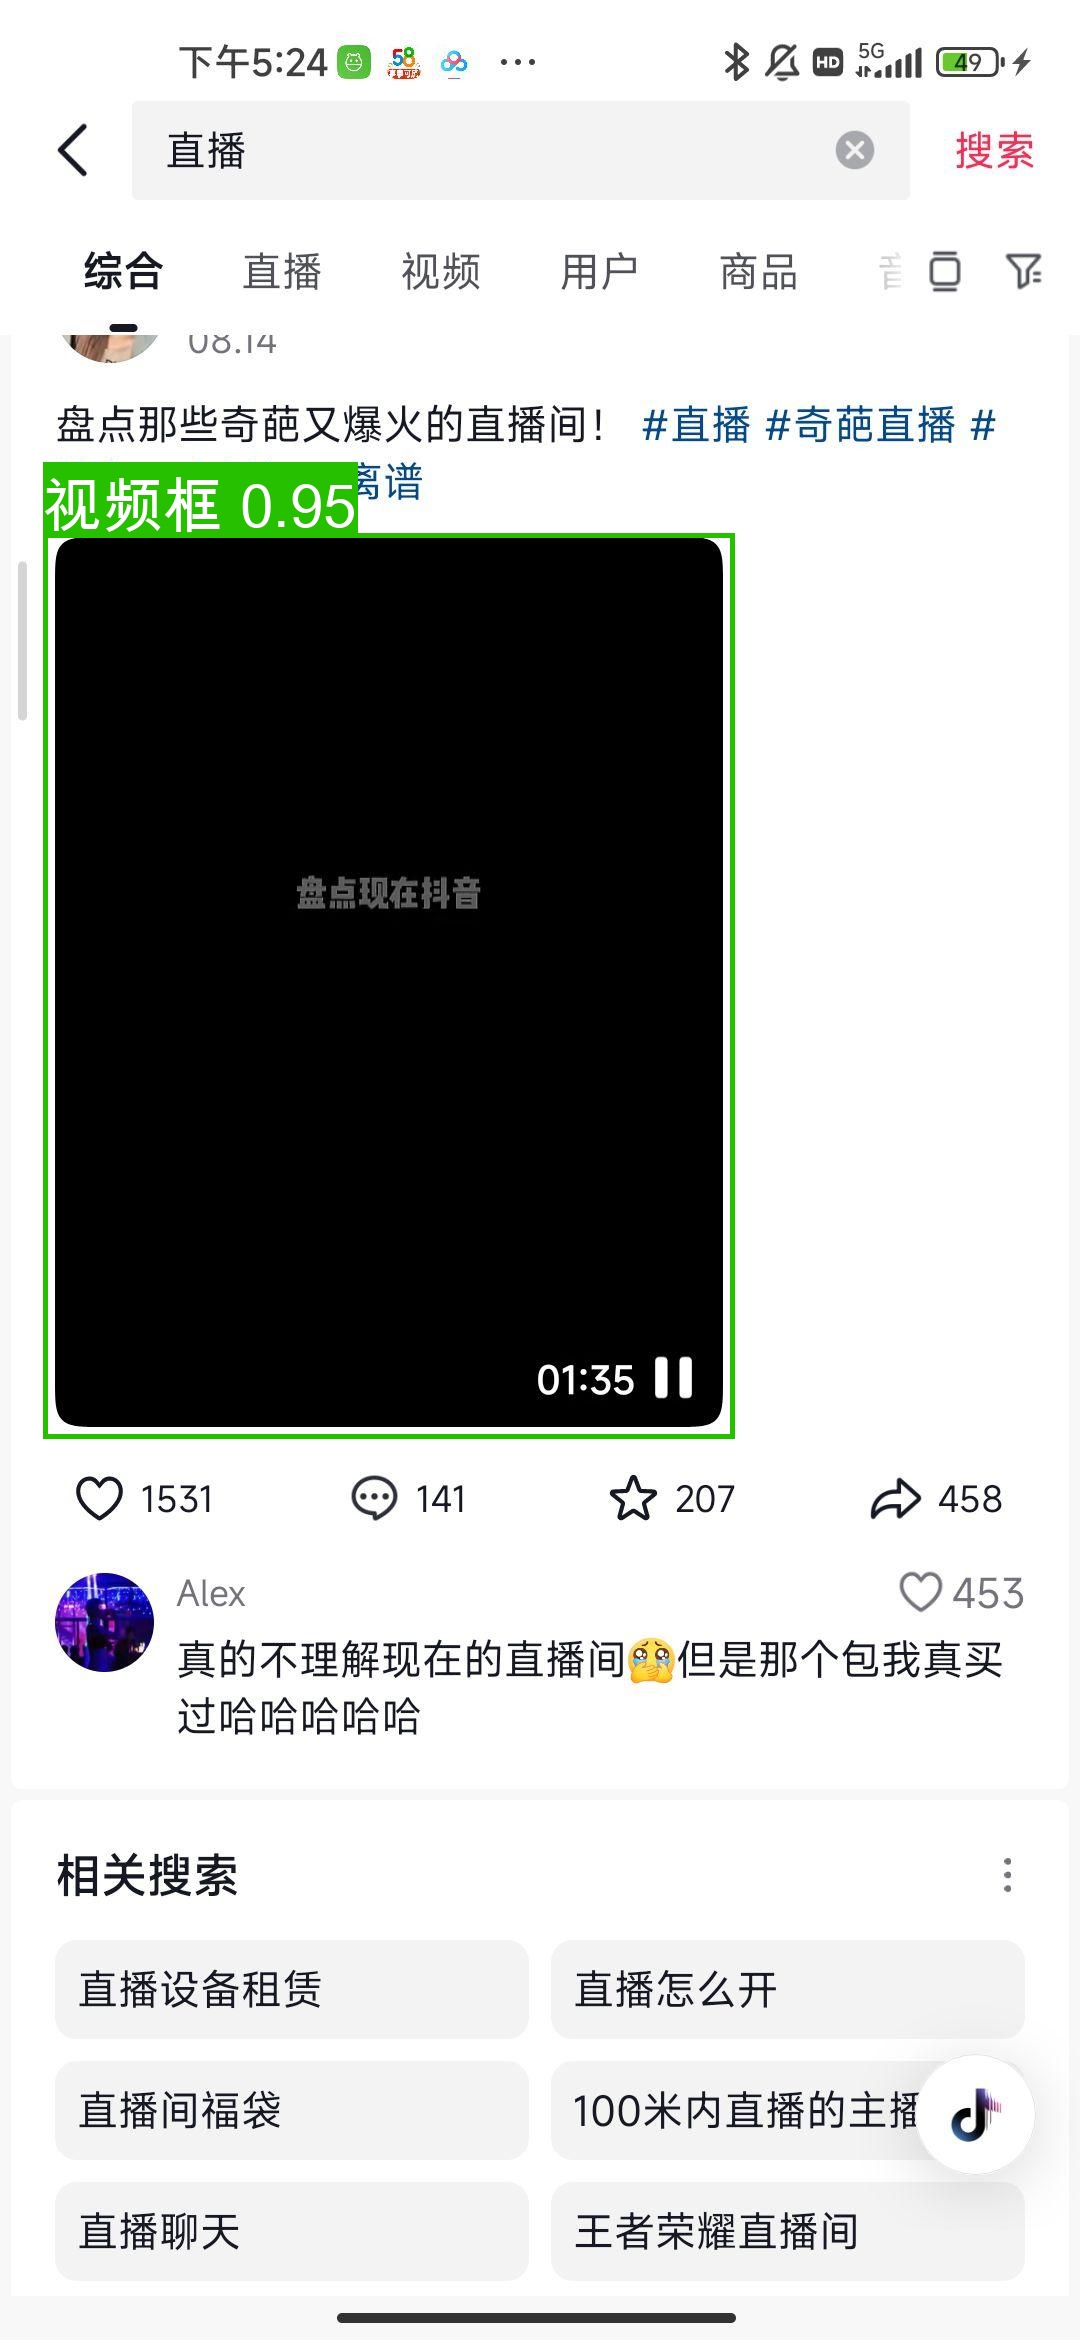 下午5:24 58 ... HD 5G 49
直播 搜索
综合 直播 视频 用户 商品 音
08.14
盘点那些奇葩又爆火的直播间！ #直播 #奇葩直播 #
离谱
视频框 0.95
盘点现在抖音
01:35
1531 141 207 458
Alex 453
真的不理解现在的直播间🥹但是那个包我真买
过哈哈哈哈哈
相关搜索
直播设备租赁 直播怎么开
直播间福袋 100米内直播的主播
直播聊天 王者荣耀直播间